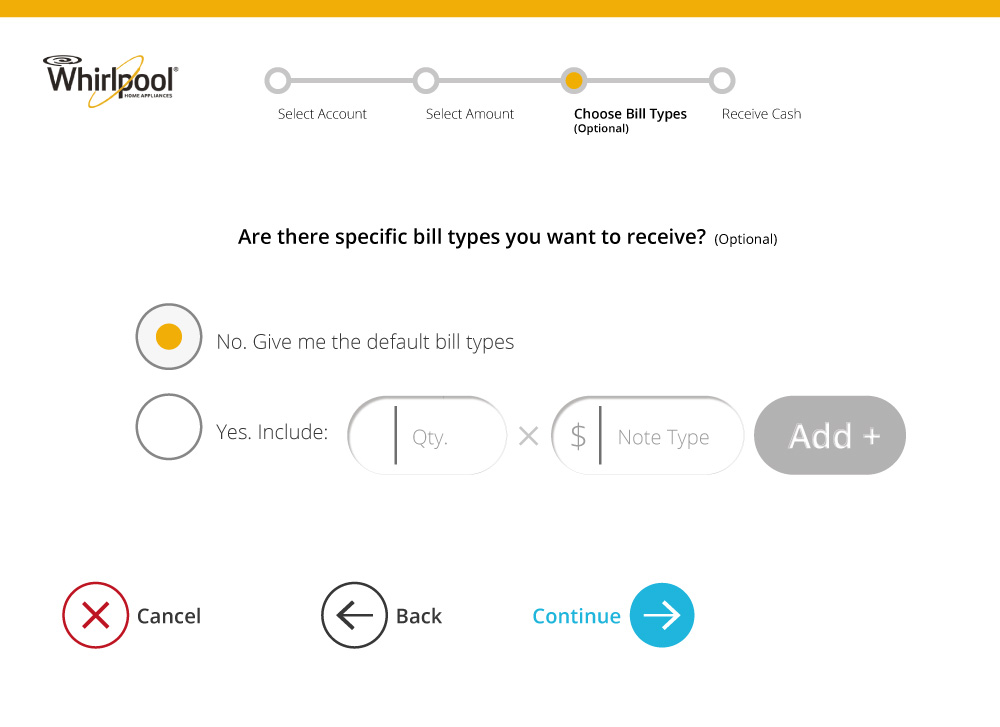 Whirlpool®
HOME APPLIANCES
Select Account
Select Amount
Choose Bill Types
(Optional)
Receive Cash
Are there specific bill types you want to receive? (Optional)
No. Give me the default bill types
Yes. Include: Qty. × $ Note Type Add +
Cancel
Back
Continue